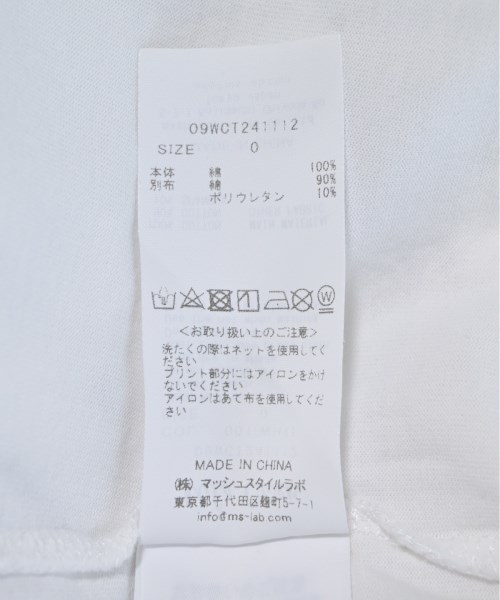 09WCT241112
SIZE 0
本体 綿 100%
別布 綿 90%
ポリウレタン 10%
W
<お取り扱い上のご注意>
洗たくの際はネットを使用してく
ださい
プリント部分にはアイロンをかけ
ないでください
アイロンはあて布を使用してくだ
さい
MADE IN CHINA
(株) マッシュスタイルラボ
東京都千代田区麹町5-7-1
info@ms-lab.com